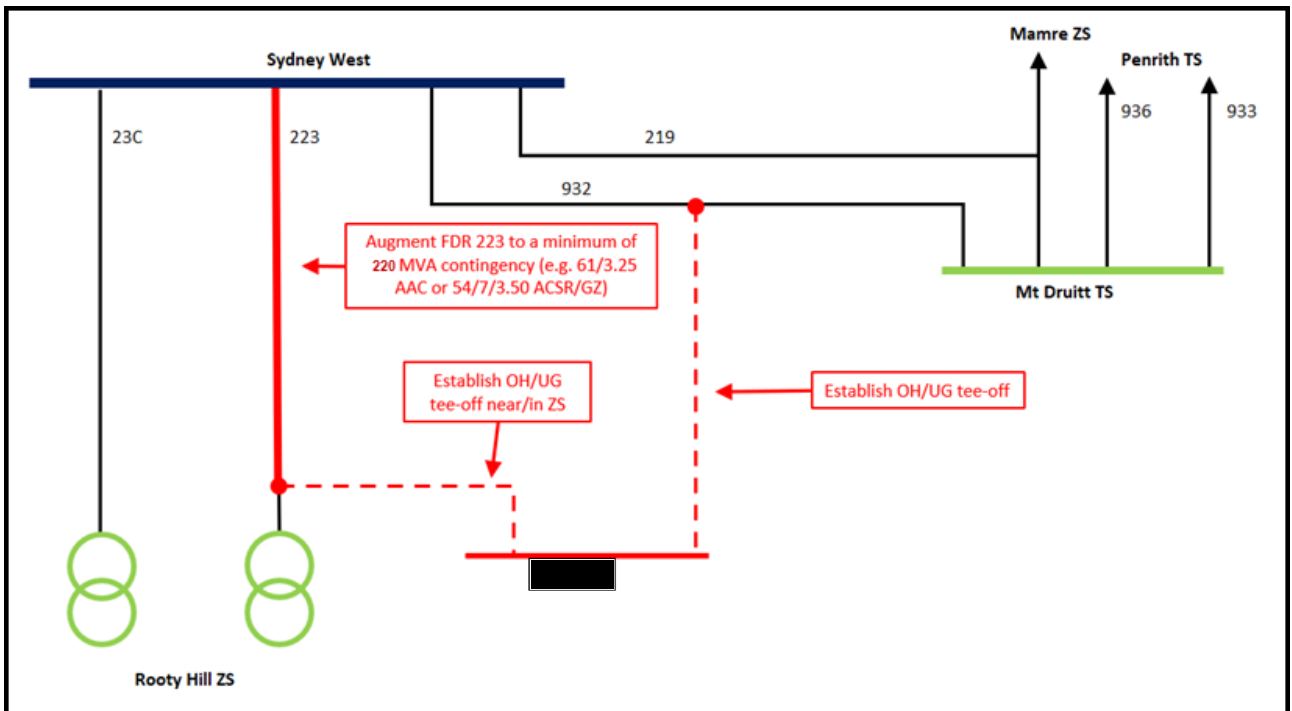 Mamre ZS
Sydney West
Penrith TS
23C
223
219
936
933
932
Augment FDR 223 to a minimum of
220 MVA contingency (e.g. 61/3.25
AAC or 54/7/3.50 ACSR/GZ)
Mt Druitt TS
Establish OH/UG
tee-off near/in ZS
Establish OH/UG tee-off
Rooty Hill ZS